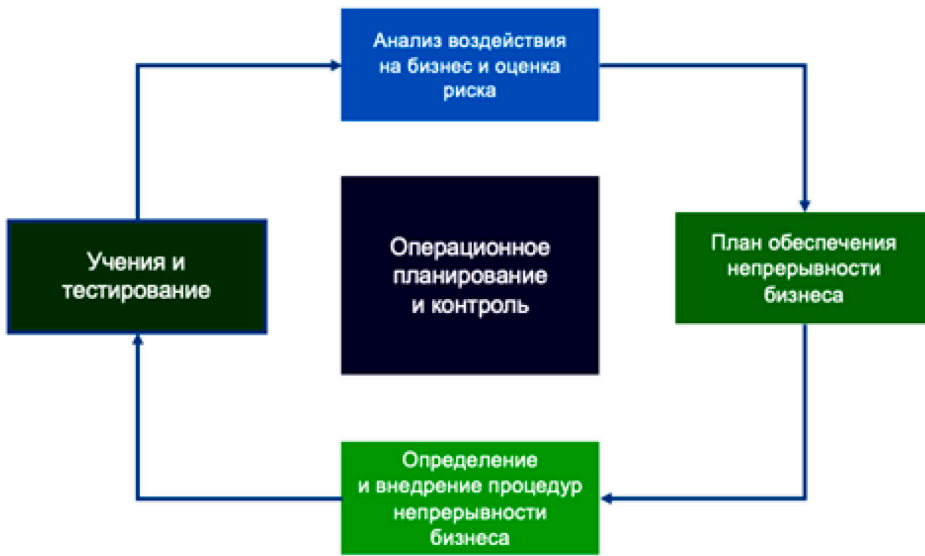 Анализ воздействия
на бизнес и оценка
риска
Учения и
тестирование
Операционное
планирование
и контроль
План обеспечения
непрерывности
бизнеса
Определение
и внедрение процедур
непрерывности
бизнеса